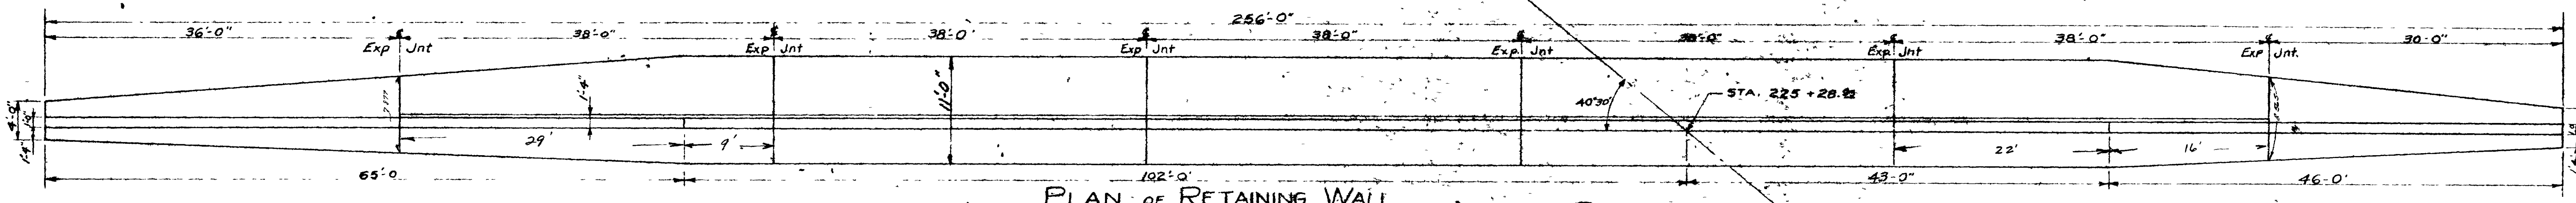 256'-0"
36'-0" 38'-0" 38'-0" 38'-0" 38'-0" 38'-0" 30'-0"
Exp Jnt Exp Jnt Exp Jnt Exp Jnt Exp Jnt Exp Jnt.
4'-0" 1'-4" 11'-0" 40°30' STA. 225+28.
1'-4" 29' 9' 22' 16'
65'-0 102'-0' 43'-0" 46-0'
PLAN OF RETAINING WALL